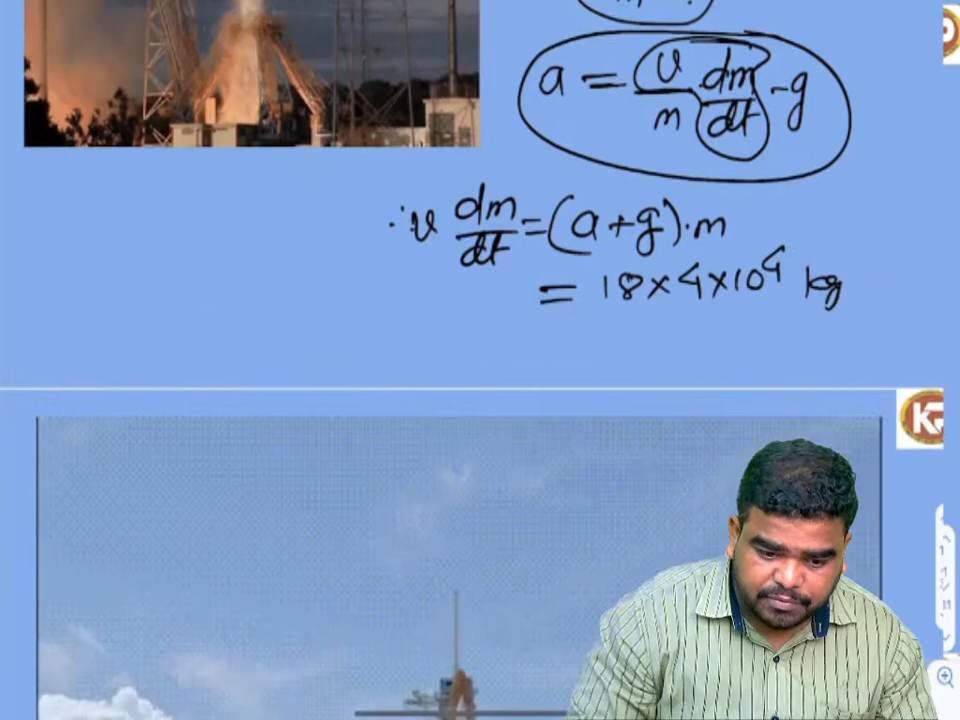 a = v/m dm/dt - g
∴ v dm/dt = (a + g) · m
= 18 × 4 × 10⁴ kg
K